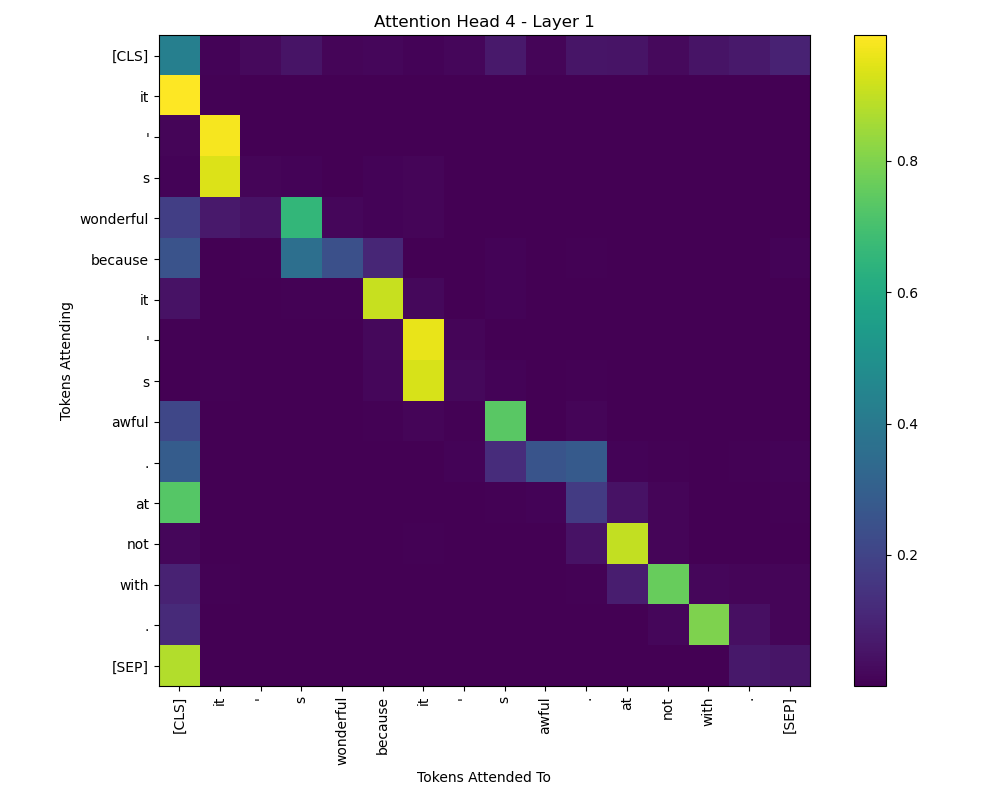 Attention Head 4 - Layer 1
[CLS]
it
'
s
wonderful
because
it
'
s
awful
.
at
not
with
.
[SEP]
Tokens Attending
[CLS]
it
'
s
wonderful
because
it
'
s
awful
.
at
not
with
.
[SEP]
Tokens Attended To
0.8
0.6
0.4
0.2